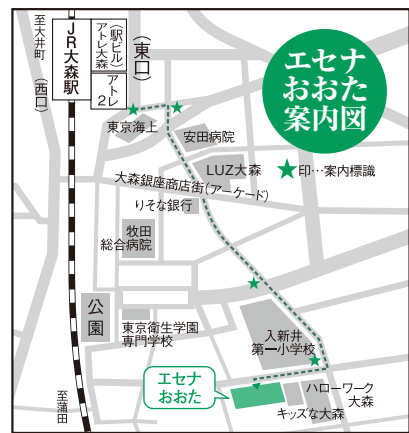 至大井町
JR大森駅
(西口)
(駅ビル)
アトレ大森
アトレ2
(東口)
エセナ
おおた
案内図
★印…案内標識
東京海上
安田病院
LUZ大森
大森銀座商店街(アーケード)
りそな銀行
牧田
総合病院
公園
東京衛生学園
専門学校
入新井
第一小学校
エセナ
おおた
ハローワーク
大森
キッズな大森
至蒲田